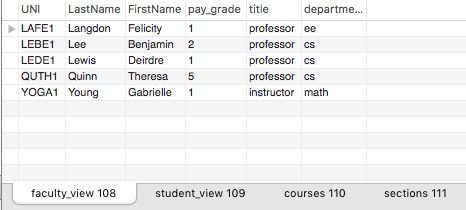 UNI LastName FirstName pay_grade title departme...
LAFE1 Langdon Felicity 1 professor ee
LEBE1 Lee Benjamin 2 professor cs
LEDE1 Lewis Deirdre 1 professor cs
QUTH1 Quinn Theresa 5 professor cs
YOGA1 Young Gabrielle 1 instructor math
faculty_view 108 student_view 109 courses 110 sections 111